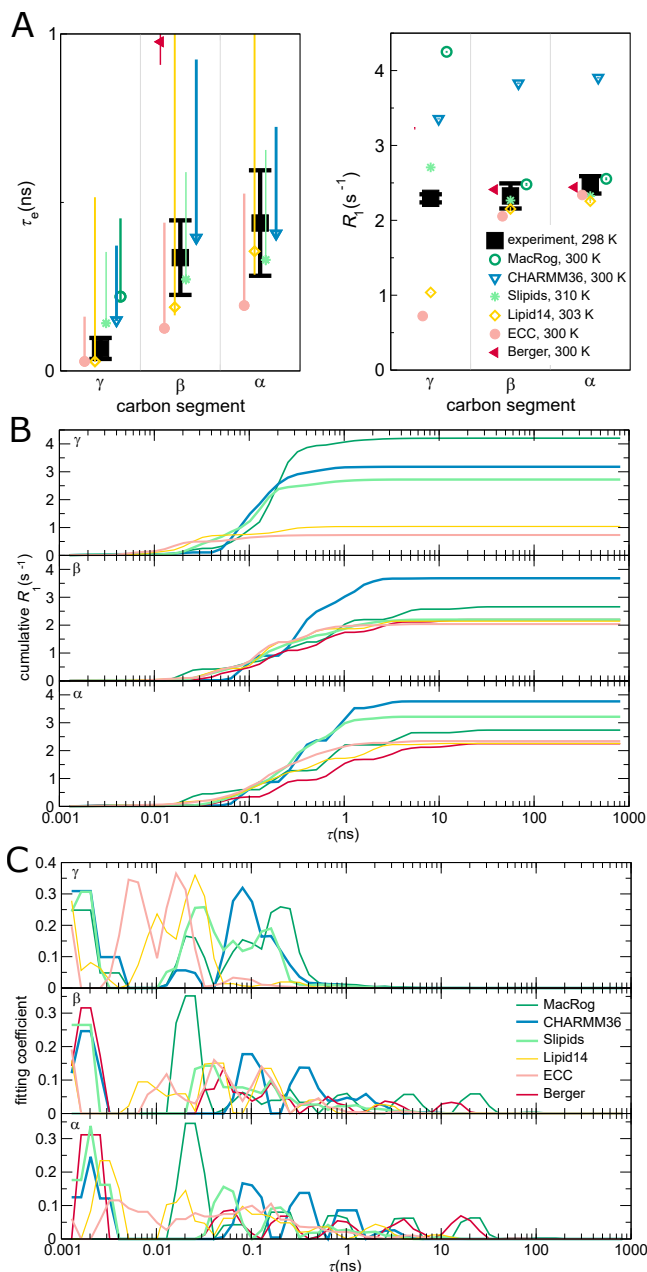 A
1
τe(ns)
0
γ β α
carbon segment
4
3
R1(s-1)
2
1
0
experiment, 298 K
MacRog, 300 K
CHARMM36, 300 K
Slipids, 310 K
Lipid14, 303 K
ECC, 300 K
Berger, 300 K
γ β α
carbon segment
B
γ
4
3
2
1
0
β
4
3
2
1
0
α
4
3
2
1
0
cumulative R1(s-1)
0.001 0.01 0.1 1 10 100 1000
τ(ns)
C
γ
0.4
0.3
0.2
0.1
0
β
0.3
0.2
0.1
0
α
0.3
0.2
0.1
0
fitting coefficient
MacRog
CHARMM36
Slipids
Lipid14
ECC
Berger
0.001 0.01 0.1 1 10 100 1000
τ(ns)